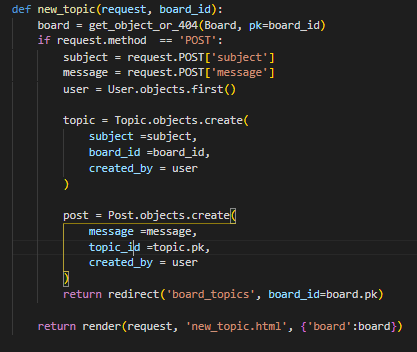 def new_topic(request, board_id):
    board = get_object_or_404(Board, pk=board_id)
    if request.method  == 'POST':
        subject = request.POST['subject']
        message = request.POST['message']
        user = User.objects.first()

        topic = Topic.objects.create(
            subject =subject,
            board_id =board_id,
            created_by = user
        )

        post = Post.objects.create(
            message =message,
            topic_id =topic.pk,
            created_by = user
        )
        return redirect('board_topics', board_id=board.pk)

    return render(request, 'new_topic.html', {'board':board})